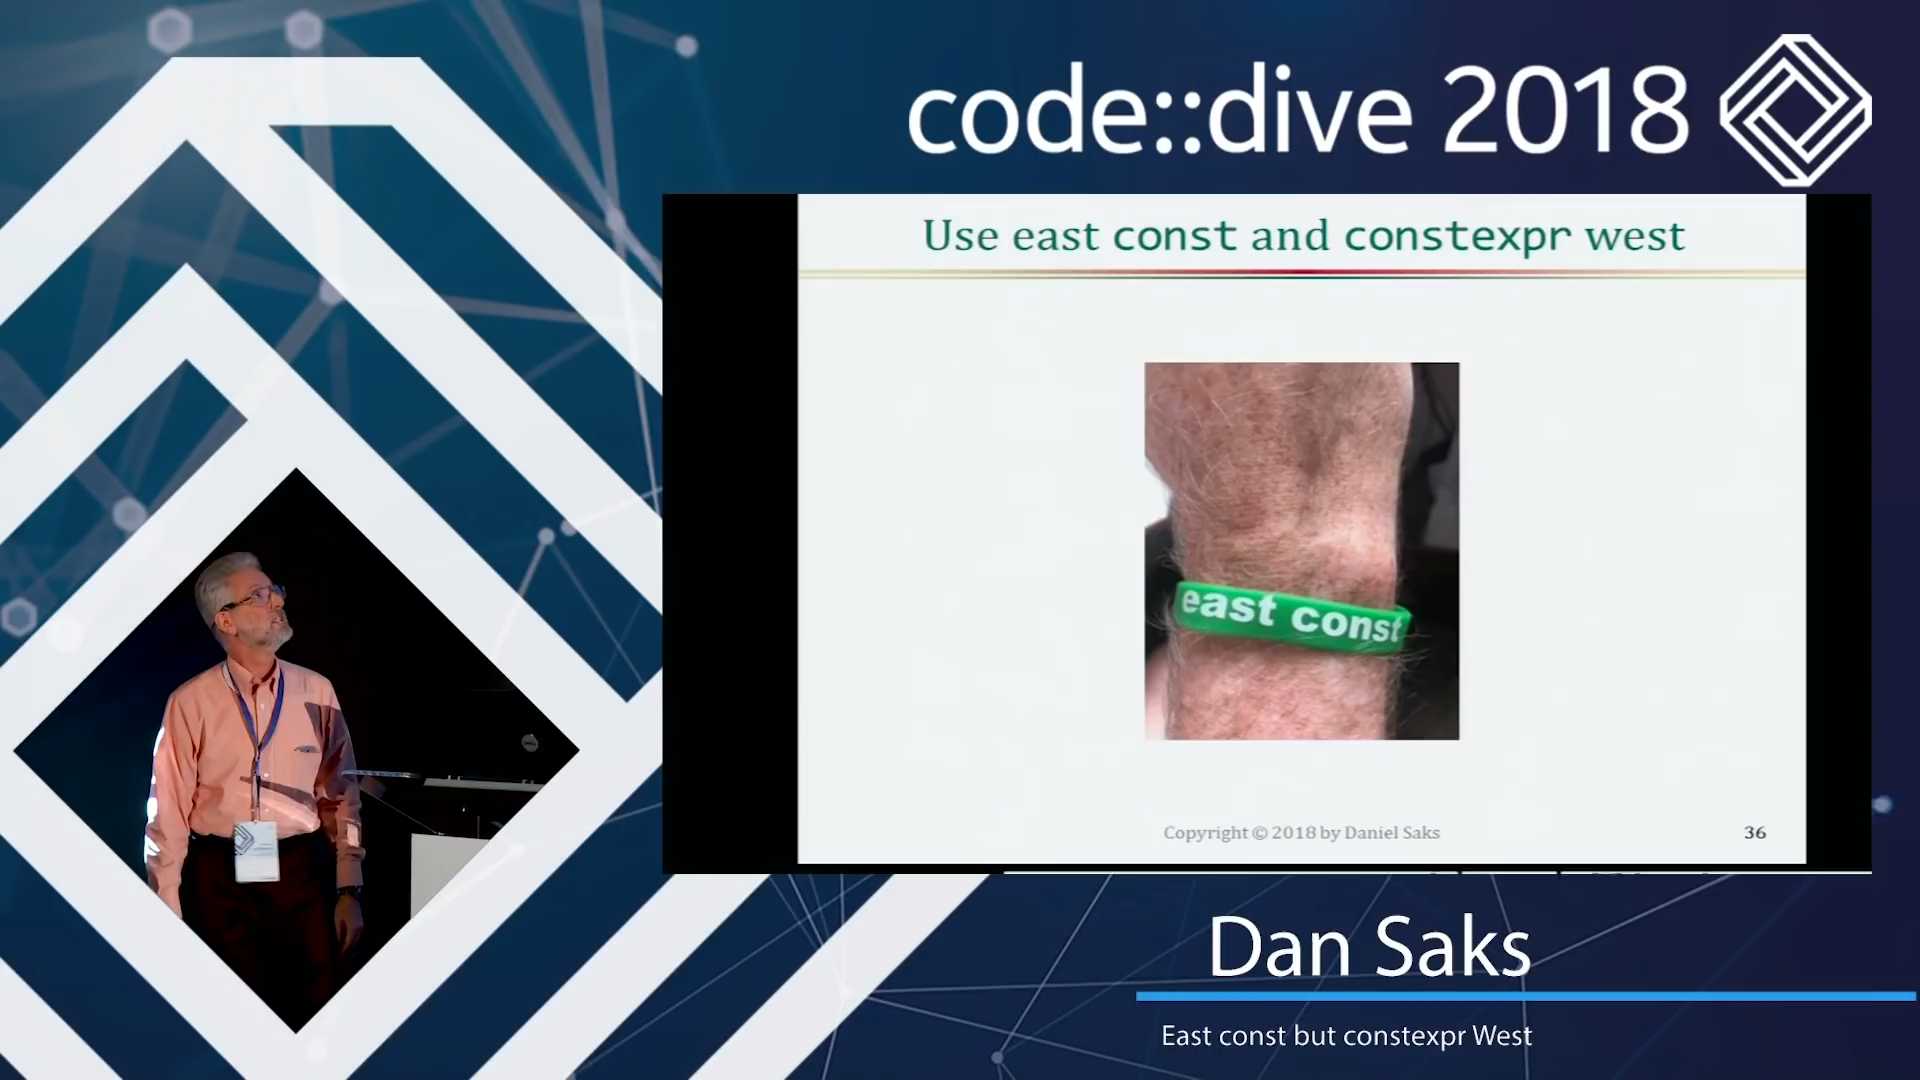 code::dive 2018
Use east const and constexpr west
east const
Copyright © 2018 by Daniel Saks
36
Dan Saks
East const but constexpr West